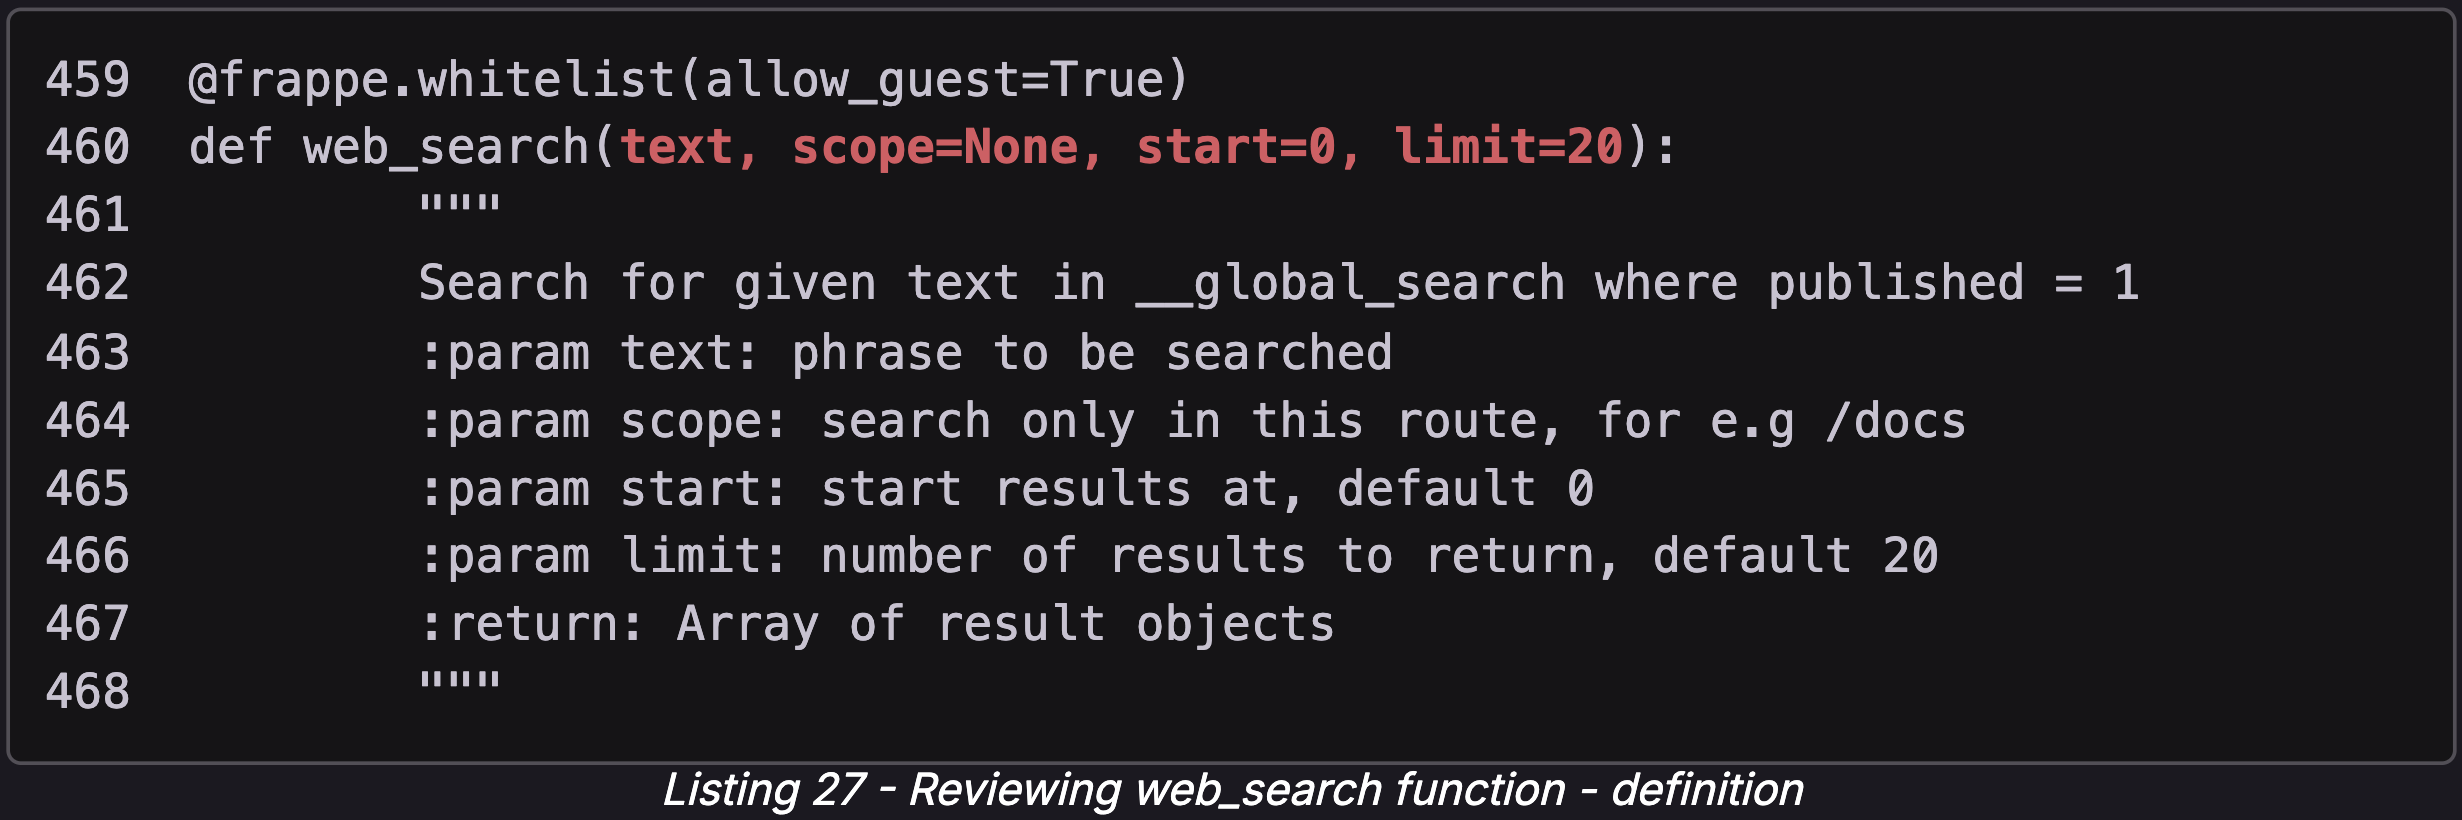 459  @frappe.whitelist(allow_guest=True)
460  def web_search(text, scope=None, start=0, limit=20):
461          """
462          Search for given text in __global_search where published = 1
463          :param text: phrase to be searched
464          :param scope: search only in this route, for e.g /docs
465          :param start: start results at, default 0
466          :param limit: number of results to return, default 20
467          :return: Array of result objects
468          """
Listing 27 - Reviewing web_search function - definition